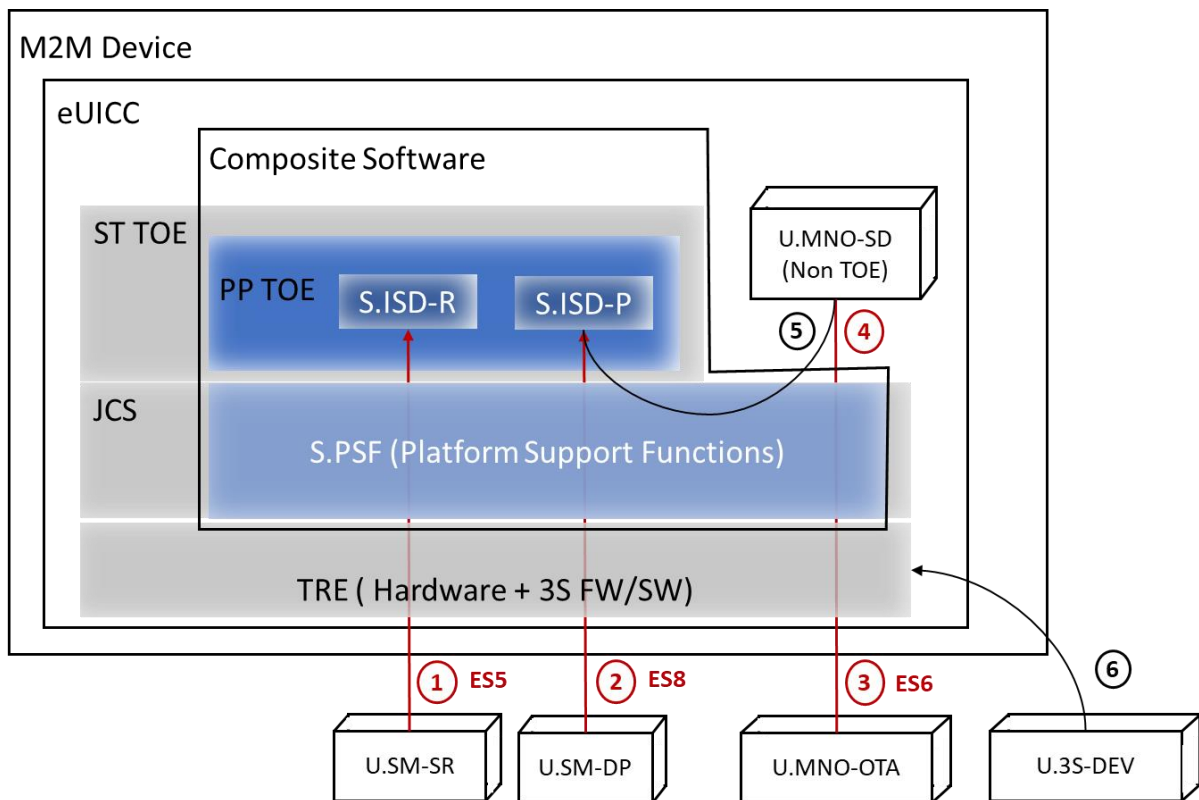 M2M Device
eUICC
Composite Software
ST TOE
U.MNO-SD
(Non TOE)
PP TOE
S.ISD-R
S.ISD-P
5
4
JCS
S.PSF (Platform Support Functions)
TRE ( Hardware + 3S FW/SW)
1
ES5
2
ES8
3
ES6
6
U.SM-SR
U.SM-DP
U.MNO-OTA
U.3S-DEV